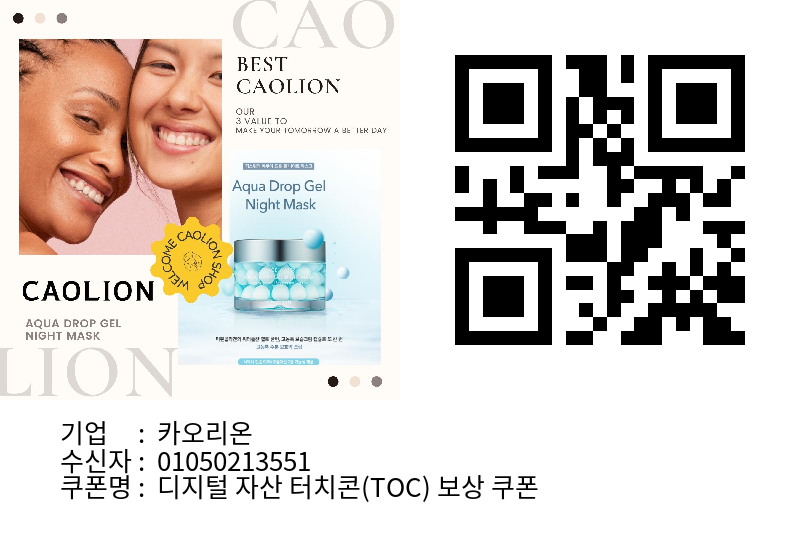 CAO
BEST
CAOLION
OUR
3 VALUE TO
MAKE YOUR TOMORROW A BETTER DAY
Aqua Drop Gel
Night Mask
WELCOME CAOLION SHOP
CAOLION
AQUA DROP GEL
NIGHT MASK
LION
기업 : 카오리온
수신자 : 01050213551
쿠폰명 : 디지털 자산 터치콘(TOC) 보상 쿠폰